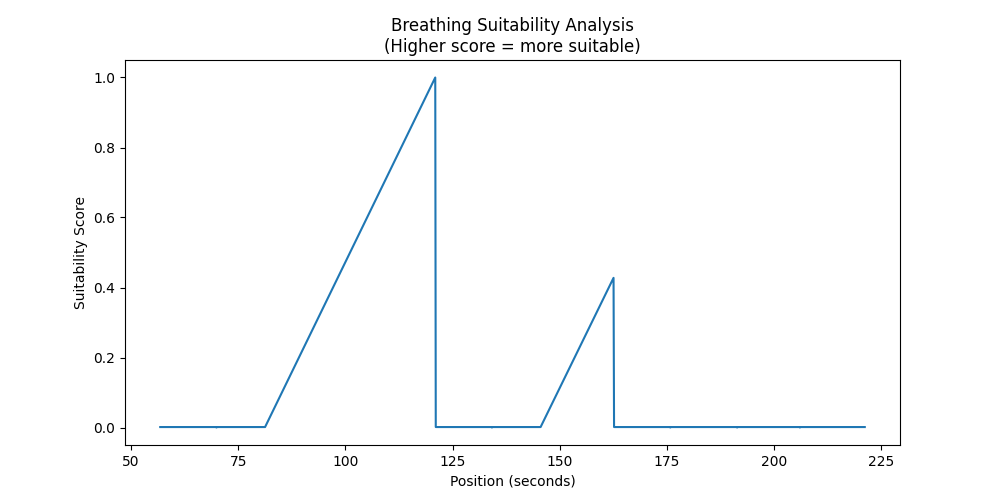 Breathing Suitability Analysis
(Higher score = more suitable)
1.0
0.8
0.6
0.4
0.2
0.0
Suitability Score
50 75 100 125 150 175 200 225
Position (seconds)